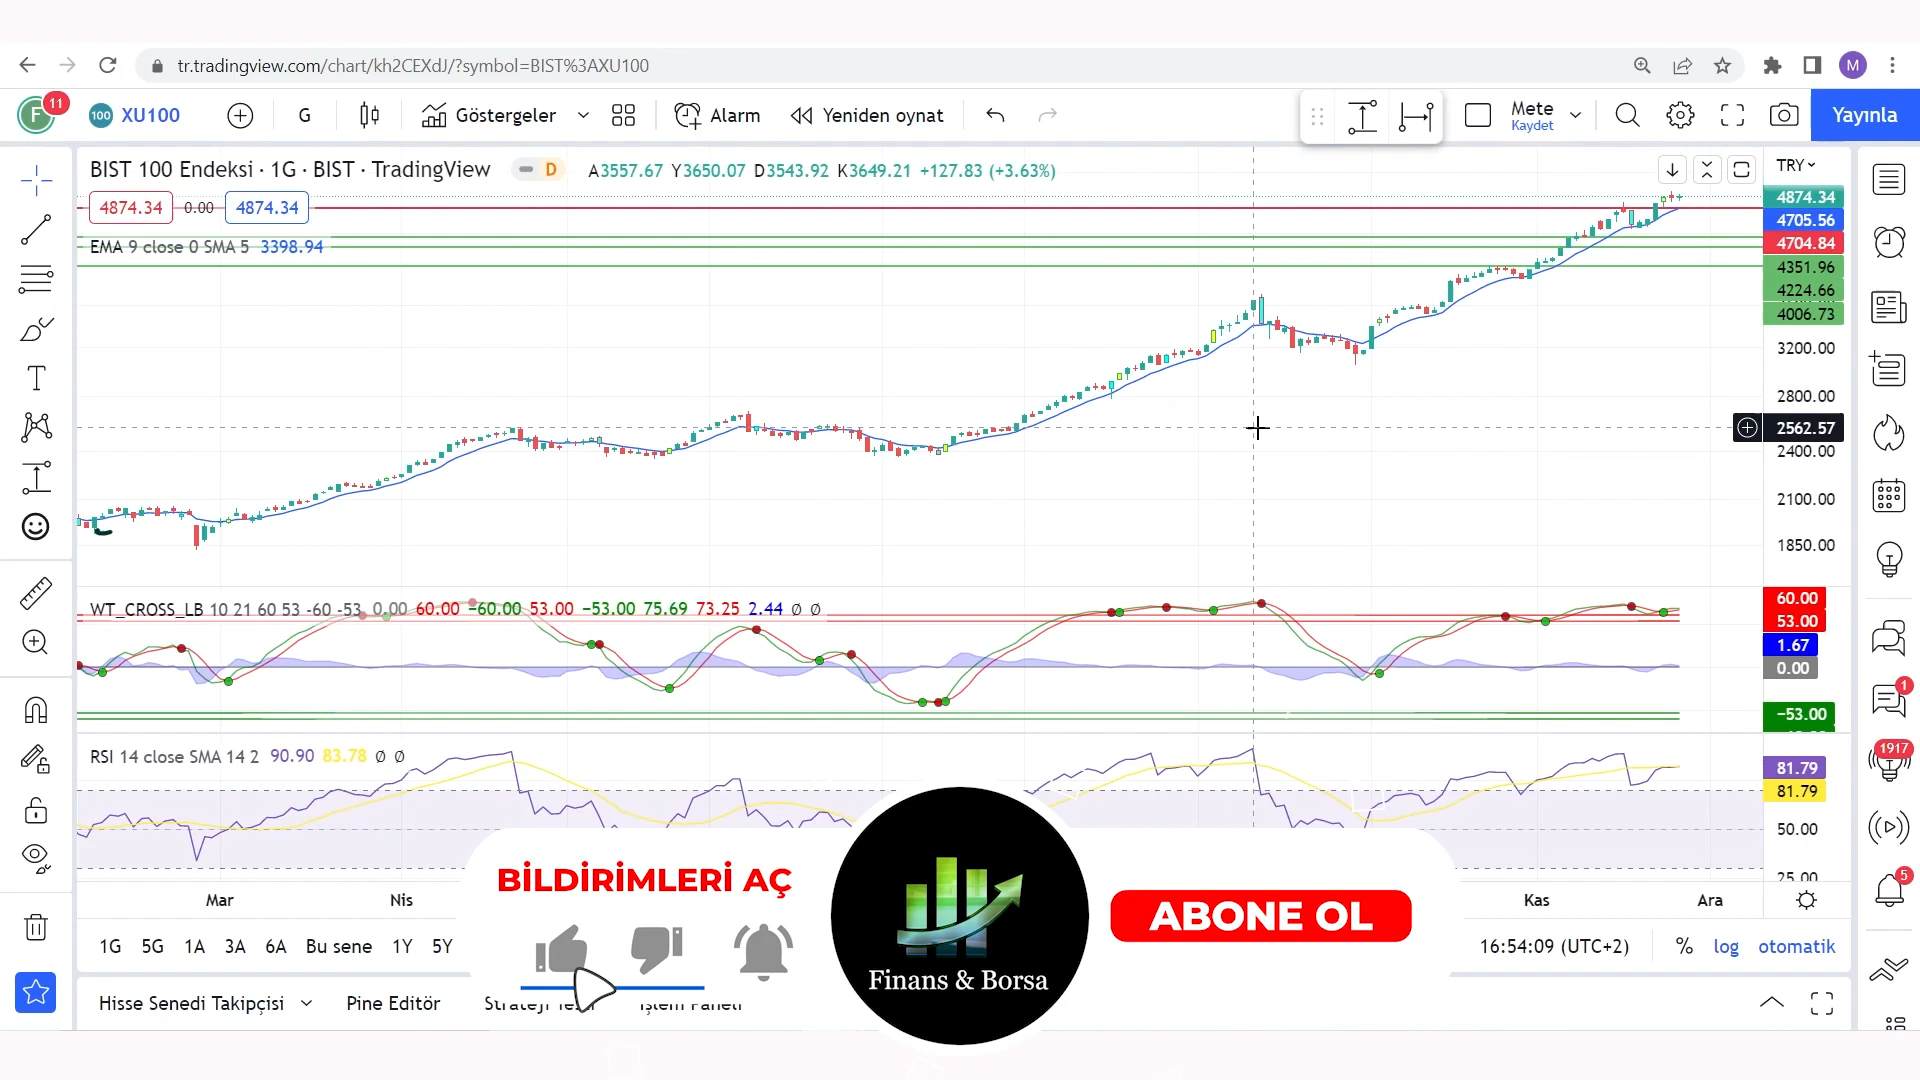 tr.tradingview.com/chart/kh2CEXdJ/?symbol=BIST%3AXU100
M
F 11 100 XU100 G Göstergeler Alarm Yeniden oynat Mete Kaydet Yayınla
BIST 100 Endeksi · 1G · BIST · TradingView D A3557.67 Y3650.07 D3543.92 K3649.21 +127.83 (+3.63%)
TRY
4874.34 0.00 4874.34
EMA 9 close 0 SMA 5 3398.94
4874.34
4705.56
4704.84
4351.96
4224.66
4006.73
3200.00
2800.00
2562.57
2400.00
2100.00
1850.00
WT_CROSS_LB 10 21 60 53 -60 -53 0.00 60.00 −60.00 53.00 −53.00 75.69 73.25 2.44 ∅ ∅
60.00
53.00
1.67
0.00
−53.00
RSI 14 close SMA 14 2 90.90 83.78 ∅ ∅
81.79
81.79
50.00
25.00
1
1917
5
Mar Nis Kas Ara
BİLDİRİMLERİ AÇ
Finans & Borsa
ABONE OL
1G 5G 1A 3A 6A Bu sene 1Y 5Y
16:54:09 (UTC+2) % log otomatik
Hisse Senedi Takipçisi Pine Editör Strateji İşlem Paneli